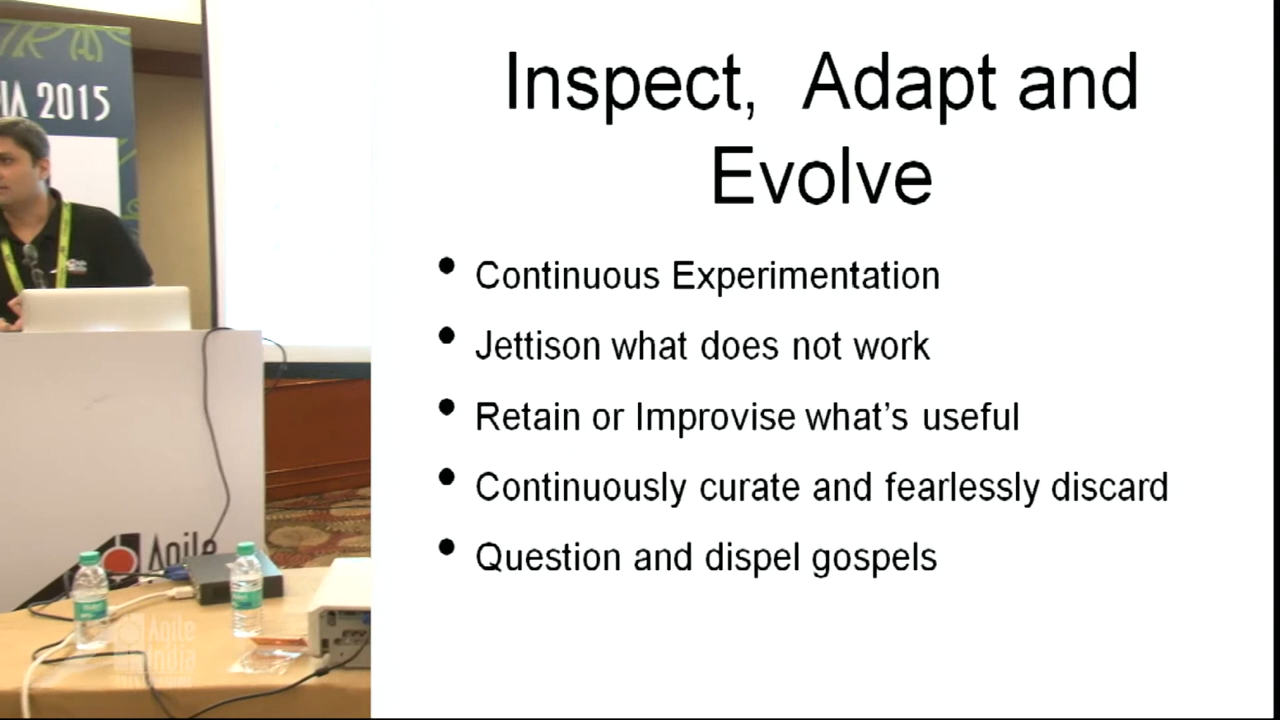 IA 2015
Inspect, Adapt and
Evolve
• Continuous Experimentation
• Jettison what does not work
• Retain or Improvise what’s useful
• Continuously curate and fearlessly discard
• Question and dispel gospels
Agile
Agile
India